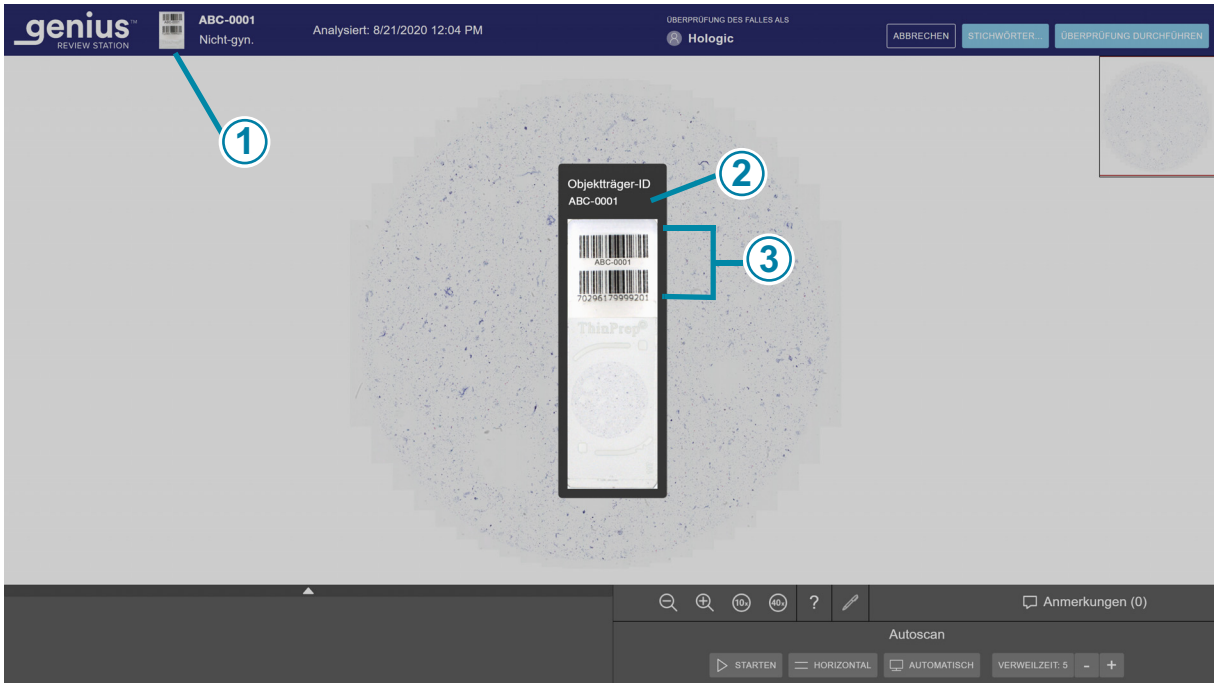 genius™
REVIEW STATION
ABC-0001
Nicht-gyn.
Analysiert: 8/21/2020 12:04 PM
ÜBERPRÜFUNG DES FALLES ALS
Hologic
ABBRECHEN
STICHWÖRTER...
ÜBERPRÜFUNG DURCHFÜHREN
1
2
3
Objektträger-ID
ABC-0001
ABC-0001
70296179999201
ThinPrep®
10x
40x
?
Anmerkungen (0)
Autoscan
STARTEN
HORIZONTAL
AUTOMATISCH
VERWEILZEIT: 5
-
+